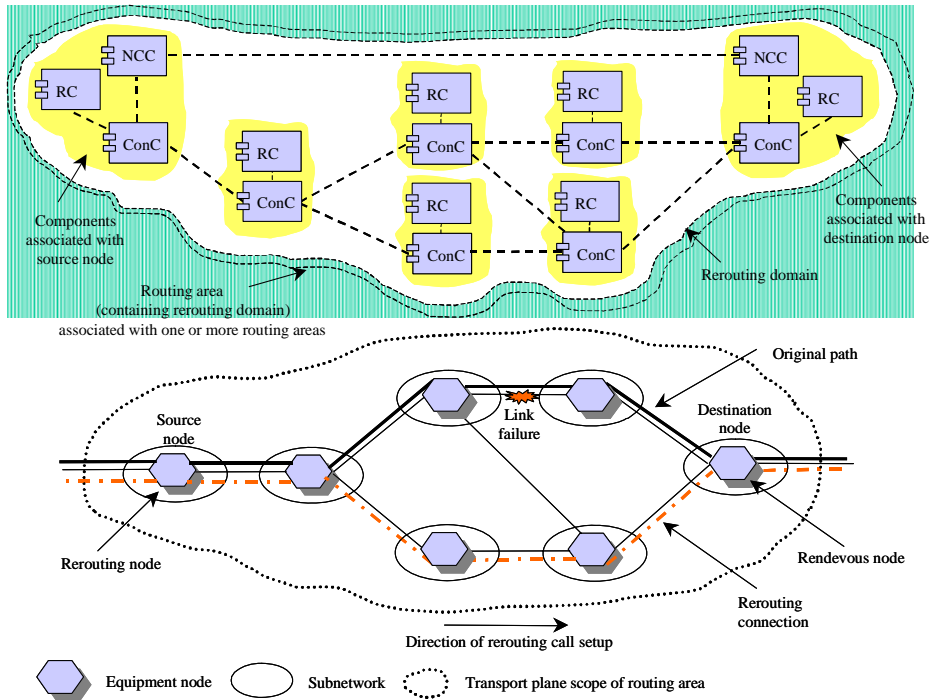 NCC
NCC
RC
RC
RC
RC
ConC
ConC
ConC
ConC
RC
ConC
RC
RC
ConC
ConC
Components
associated with
source node
Components
associated with
destination node
Rerouting domain
Routing area
(containing rerouting domain)
associated with one or more routing areas
Original path
Source
node
Link
failure
Destination
node
Rerouting node
Rendevous node
Rerouting
connection
Direction of rerouting call setup
Equipment node
Subnetwork
Transport plane scope of routing area